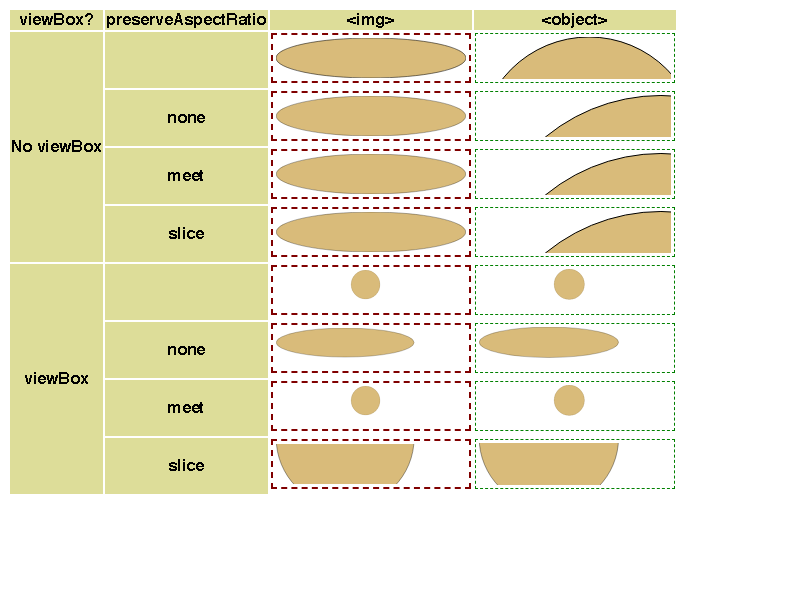 viewBox? preserveAspectRatio <img> <object>
none
No viewBox
meet
slice
none
viewBox
meet
slice